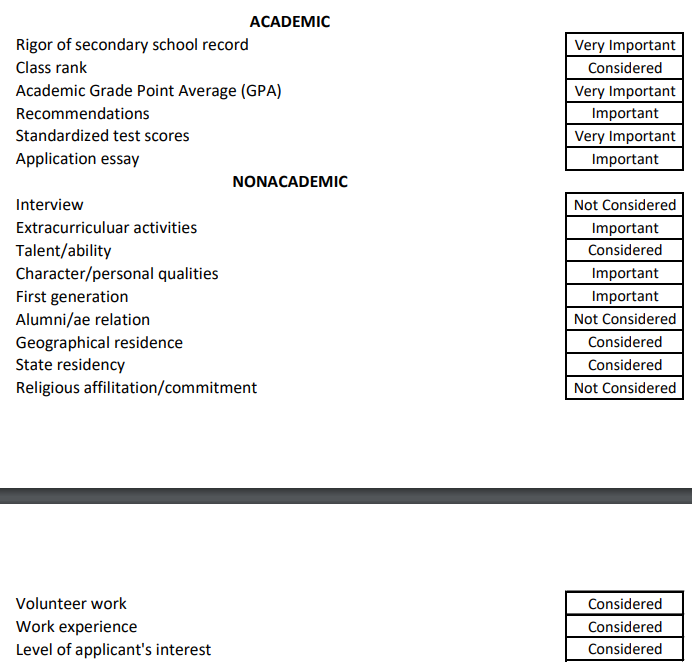 ACADEMIC
Rigor of secondary school record Very Important
Class rank Considered
Academic Grade Point Average (GPA) Very Important
Recommendations Important
Standardized test scores Very Important
Application essay Important
NONACADEMIC
Interview Not Considered
Extracurriculuar activities Important
Talent/ability Considered
Character/personal qualities Important
First generation Important
Alumni/ae relation Not Considered
Geographical residence Considered
State residency Considered
Religious affilitation/commitment Not Considered
Volunteer work Considered
Work experience Considered
Level of applicant's interest Considered